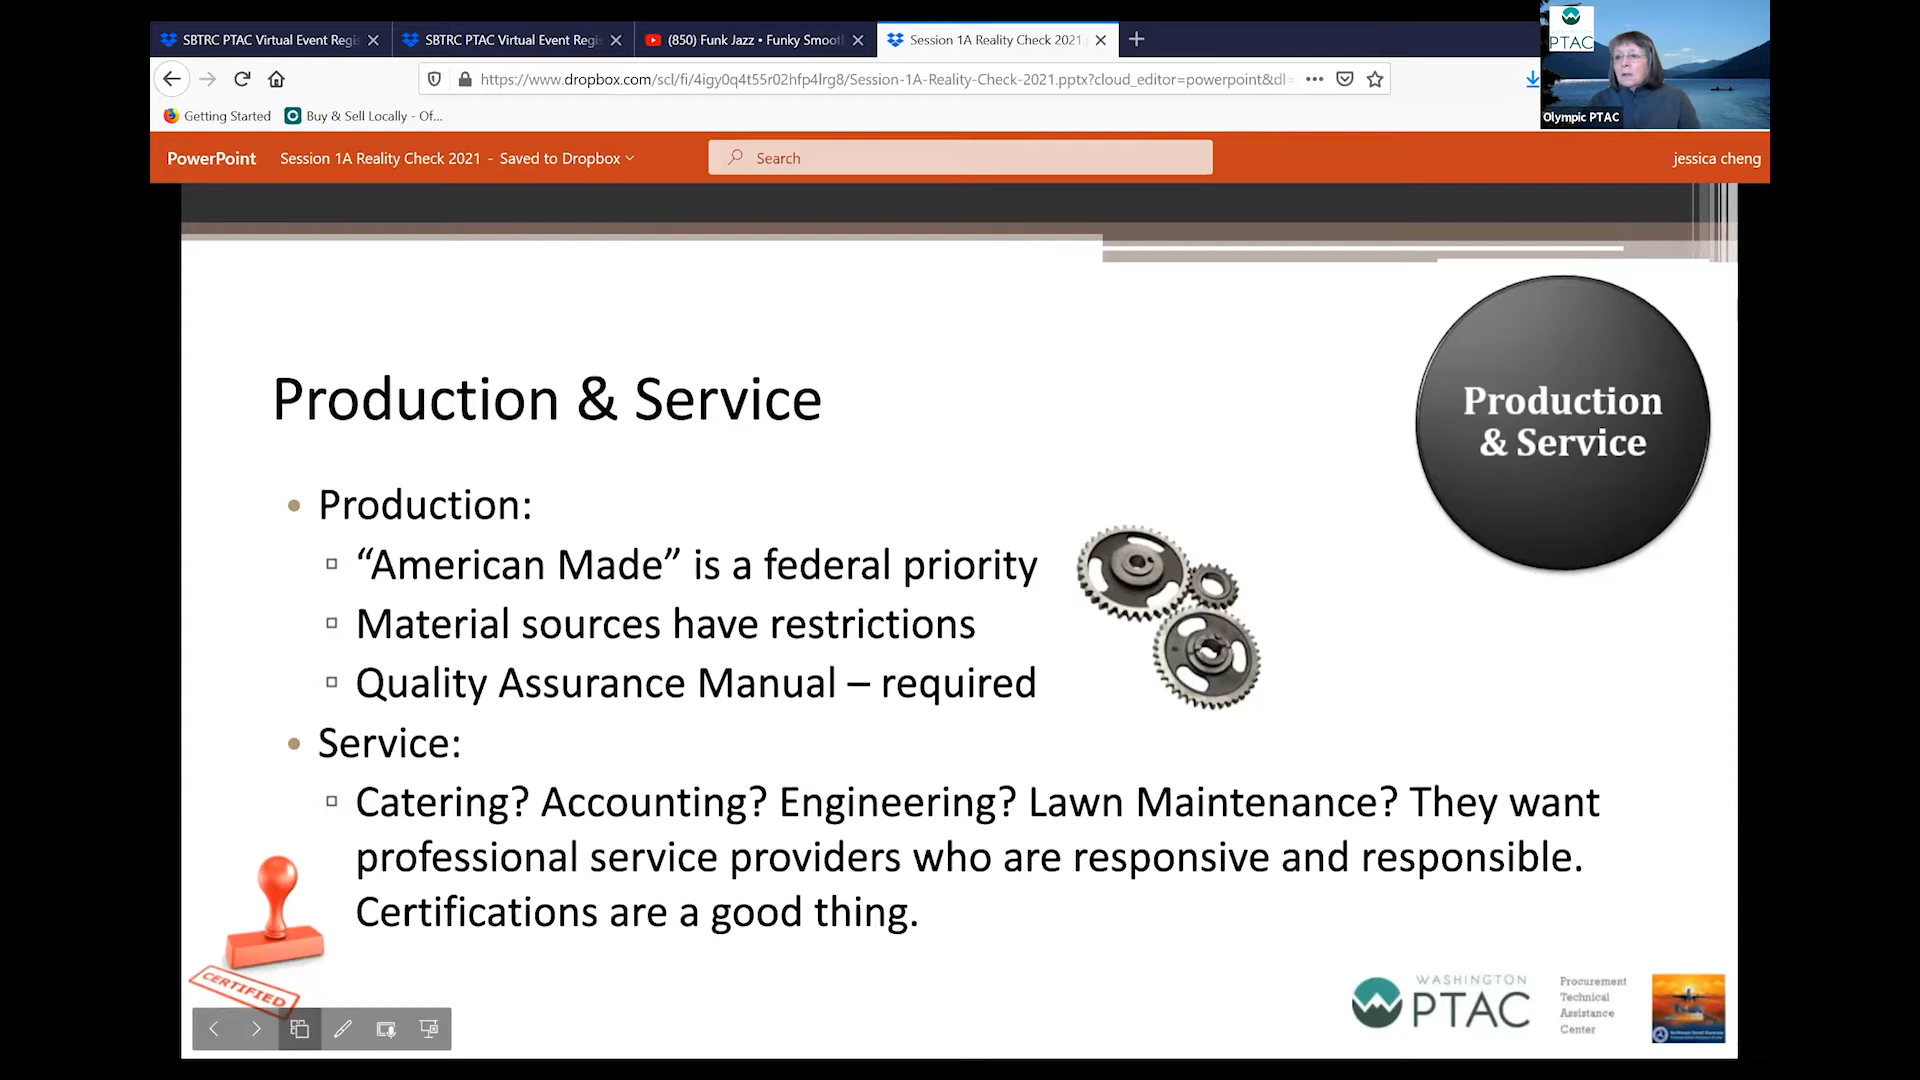 SBTRC PTAC Virtual Event Regis
SBTRC PTAC Virtual Event Regis
(850) Funk Jazz • Funky Smoot
Session 1A Reality Check 2021.
PTAC
Olympic PTAC
https://www.dropbox.com/scl/fi/4igy0q4t55r02hfp4lrg8/Session-1A-Reality-Check-2021.pptx?cloud_editor=powerpoint&dl=
Getting Started
Buy & Sell Locally - Of...
PowerPoint
Session 1A Reality Check 2021 - Saved to Dropbox
Search
jessica cheng
Production
& Service
Production & Service
• Production:
“American Made” is a federal priority
Material sources have restrictions
Quality Assurance Manual – required
• Service:
Catering? Accounting? Engineering? Lawn Maintenance? They want
professional service providers who are responsive and responsible.
Certifications are a good thing.
CERTIFIED
WASHINGTON
PTAC
Procurement
Technical
Assistance
Center